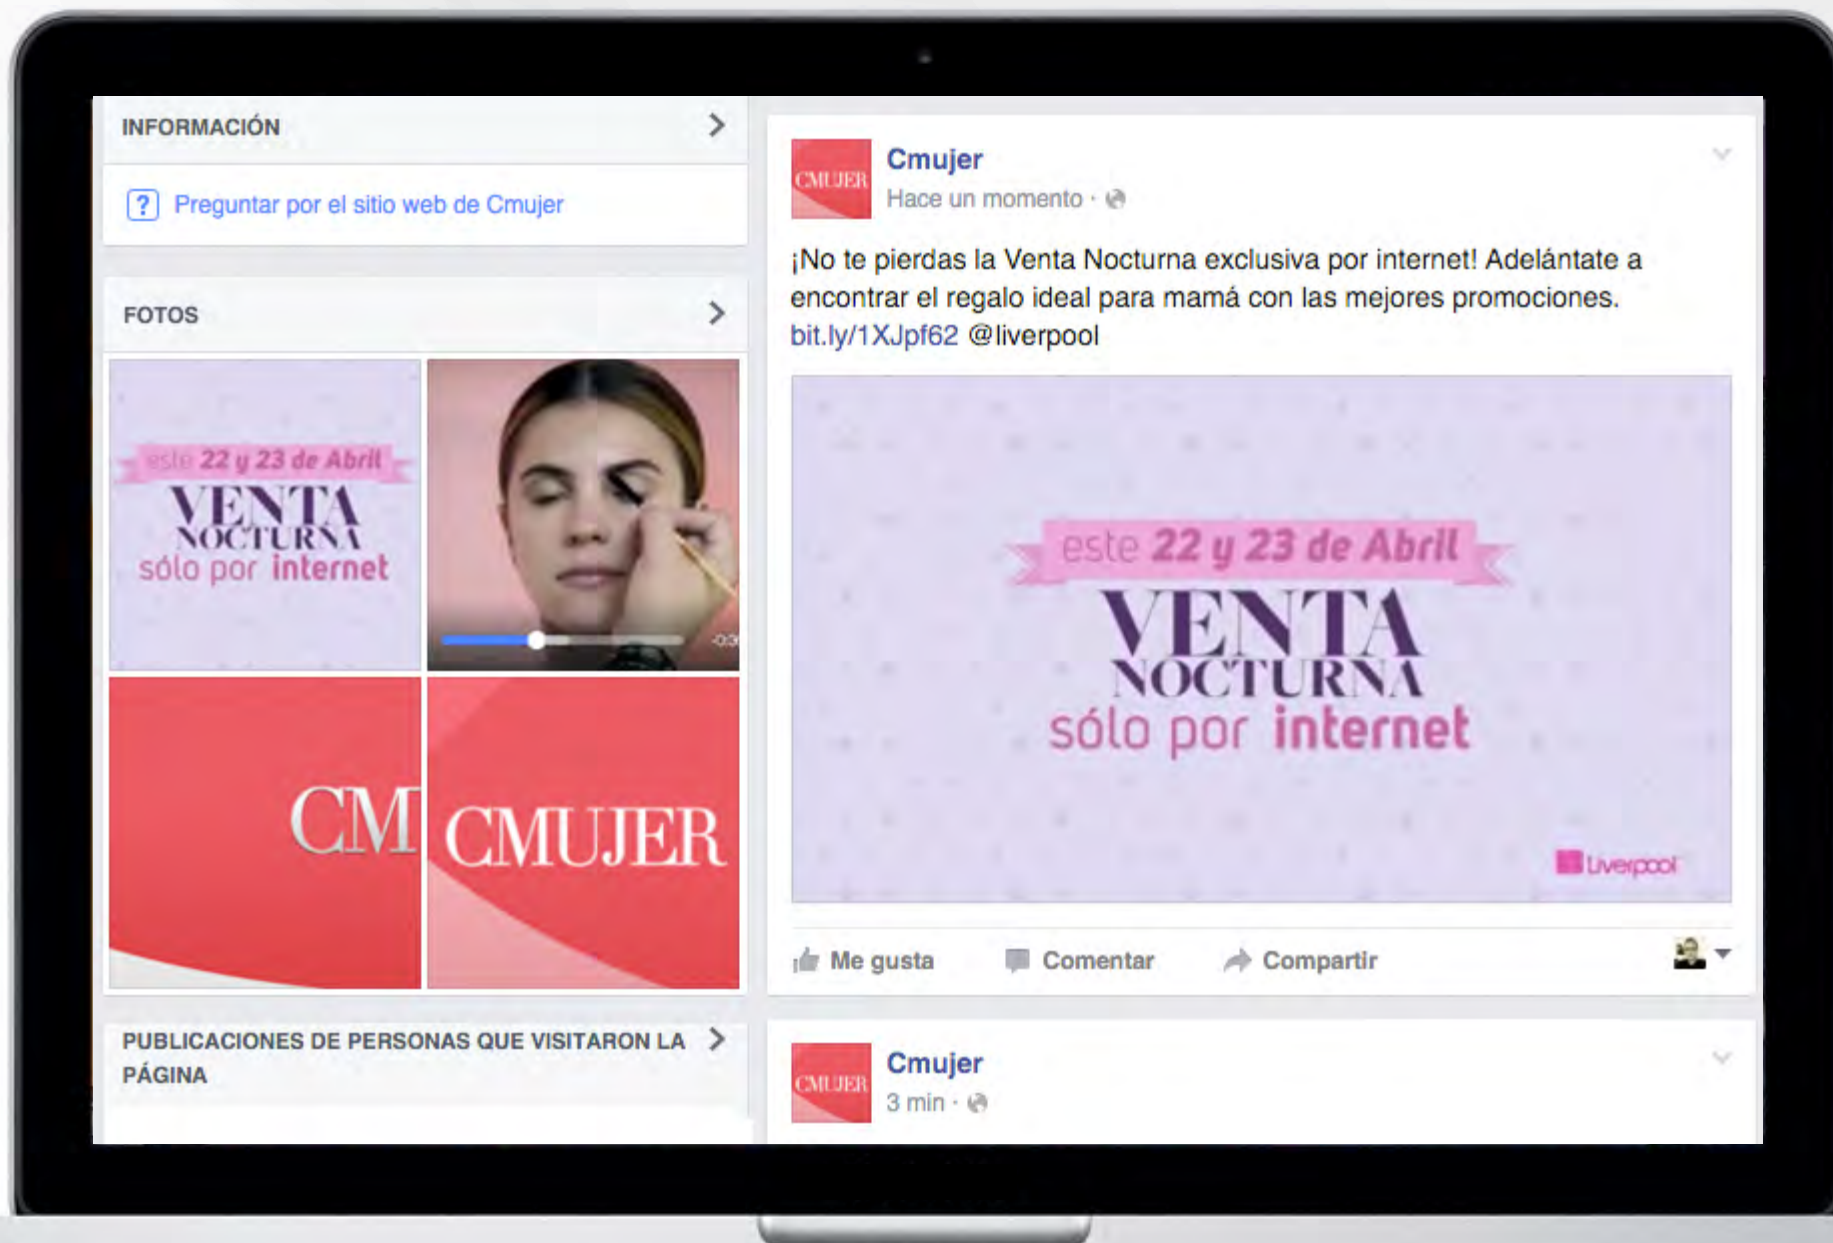 INFORMACIÓN
? Preguntar por el sitio web de Cmujer
FOTOS
este 22 y 23 de Abril
VENTA
NOCTURNA
sólo por internet
CM
CMUJER
PUBLICACIONES DE PERSONAS QUE VISITARON LA
PÁGINA
CMUJER
Cmujer
Hace un momento ·
¡No te pierdas la Venta Nocturna exclusiva por internet! Adelántate a
encontrar el regalo ideal para mamá con las mejores promociones.
bit.ly/1XJpf62 @liverpool
este 22 y 23 de Abril
VENTA
NOCTURNA
sólo por internet
Liverpool
Me gusta Comentar Compartir
CMUJER
Cmujer
3 min ·